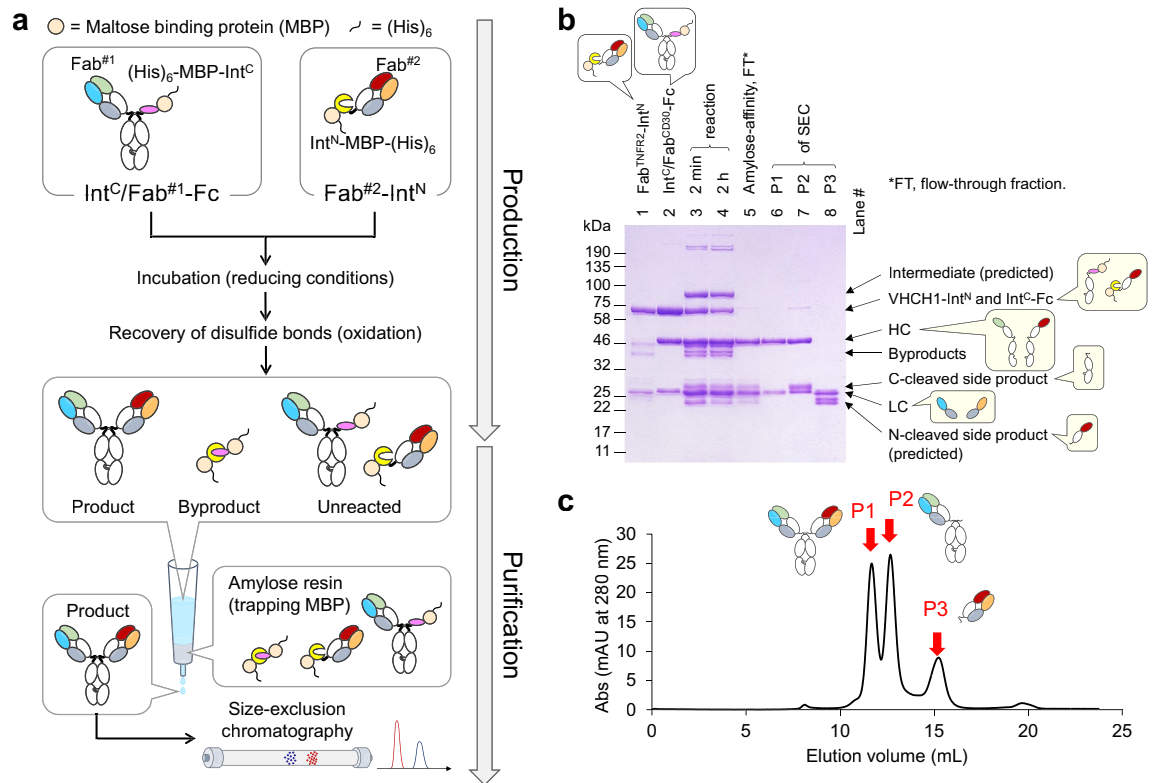 a
= Maltose binding protein (MBP)
= (His)6
Fab#1
(His)6-MBP-IntC
IntC/Fab#1-Fc
Fab#2
IntN-MBP-(His)6
Fab#2-IntN
Incubation (reducing conditions)
Recovery of disulfide bonds (oxidation)
Product
Byproduct
Unreacted
Product
Amylose resin
(trapping MBP)
Size-exclusion
chromatography
Production
Purification
b
FabTNFR2-IntN
IntC/FabCD30-Fc
2 min
2 h
reaction
Amylose-affinity, FT*
P1
P2
P3
of SEC
*FT, flow-through fraction.
1
2
3
4
5
6
7
8
Lane #
kDa
190
135
100
75
58
46
32
25
22
17
11
Intermediate (predicted)
VHCH1-IntN and IntC-Fc
HC
Byproducts
C-cleaved side product
LC
N-cleaved side product
(predicted)
c
P1
P2
P3
Abs (mAU at 280 nm)
30
25
20
15
10
5
0
0
5
10
15
20
25
Elution volume (mL)